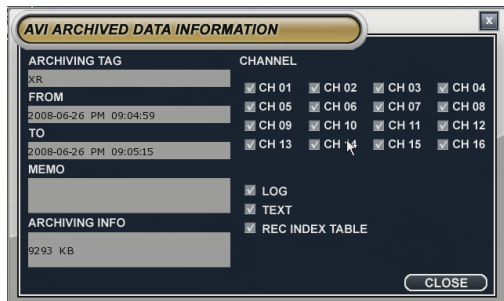 AVI ARCHIVED DATA INFORMATION
x
ARCHIVING TAG
XR
FROM
2008-06-26 PM 09:04:59
TO
2008-06-26 PM 09:05:15
MEMO
ARCHIVING INFO
9293 KB
CHANNEL
CH 01 CH 02 CH 03 CH 04
CH 05 CH 06 CH 07 CH 08
CH 09 CH 10 CH 11 CH 12
CH 13 CH 14 CH 15 CH 16
LOG
TEXT
REC INDEX TABLE
CLOSE